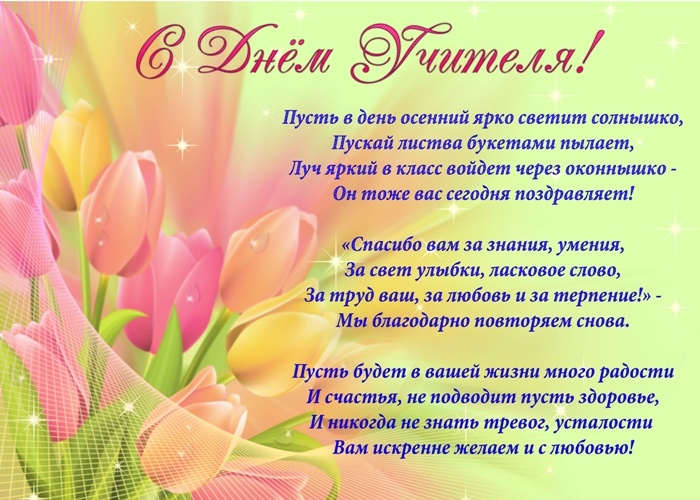 С Днём Учителя!
Пусть в день осенний ярко светит солнышко,
Пускай листва букетами пылает,
Луч яркий в класс войдет через оконнышко -
Он тоже вас сегодня поздравляет!
«Спасибо вам за знания, умения,
За свет улыбки, ласковое слово,
За труд ваш, за любовь и за терпение!» -
Мы благодарно повторяем снова.
Пусть будет в вашей жизни много радости
И счастья, не подводит пусть здоровье,
И никогда не знать тревог, усталости
Вам искренне желаем и с любовью!